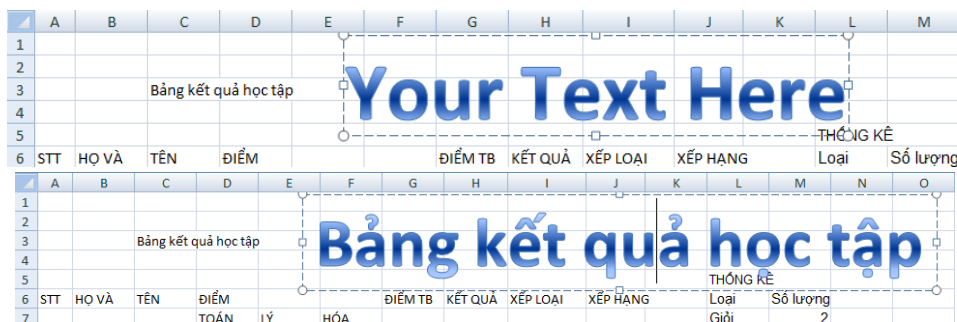 A B C D E F G H I J K L M
1
2
Your Text Here
3 Bảng kết quả học tập
4
5 THỐNG KÊ
6 STT HỌ VÀ TÊN ĐIỂM ĐIỂM TB KẾT QUẢ XẾP LOẠI XẾP HẠNG Loại Số lượng
A B C D E F G H I J K L M N O
1
2
Bảng kết quả học tập
3 Bảng kết quả học tập
4
5 THỐNG KÊ
6 STT HỌ VÀ TÊN ĐIỂM ĐIỂM TB KẾT QUẢ XẾP LOẠI XẾP HẠNG Loại Số lượng
7 TOÁN LÝ HÓA Giỏi 2